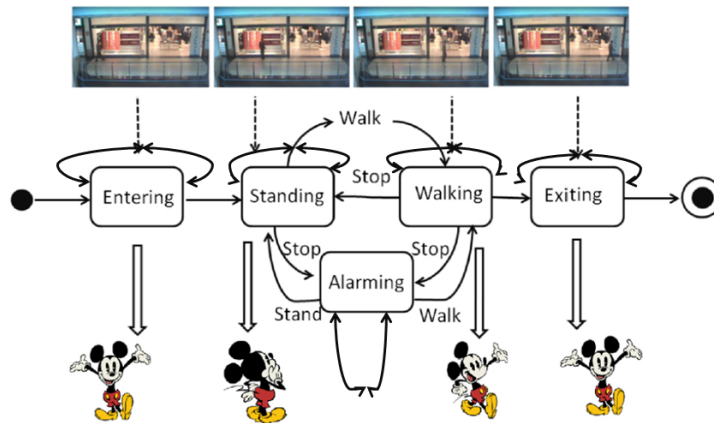 Walk
Stop
Entering
Standing
Walking
Exiting
Stop
Stop
Alarming
Stand
Walk